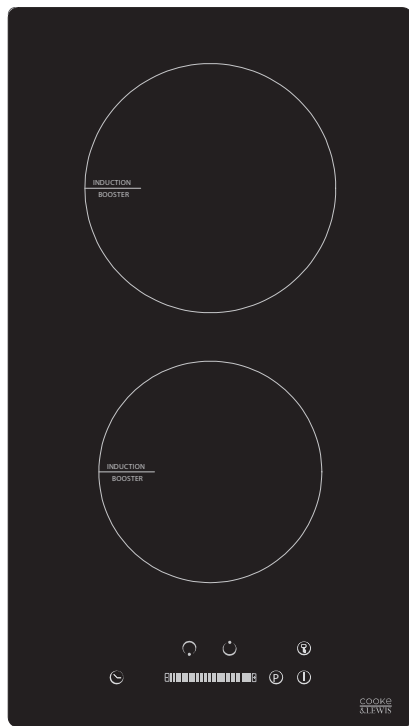 INDUCTION
BOOSTER
INDUCTION
BOOSTER
P
cooke
&LEWIS